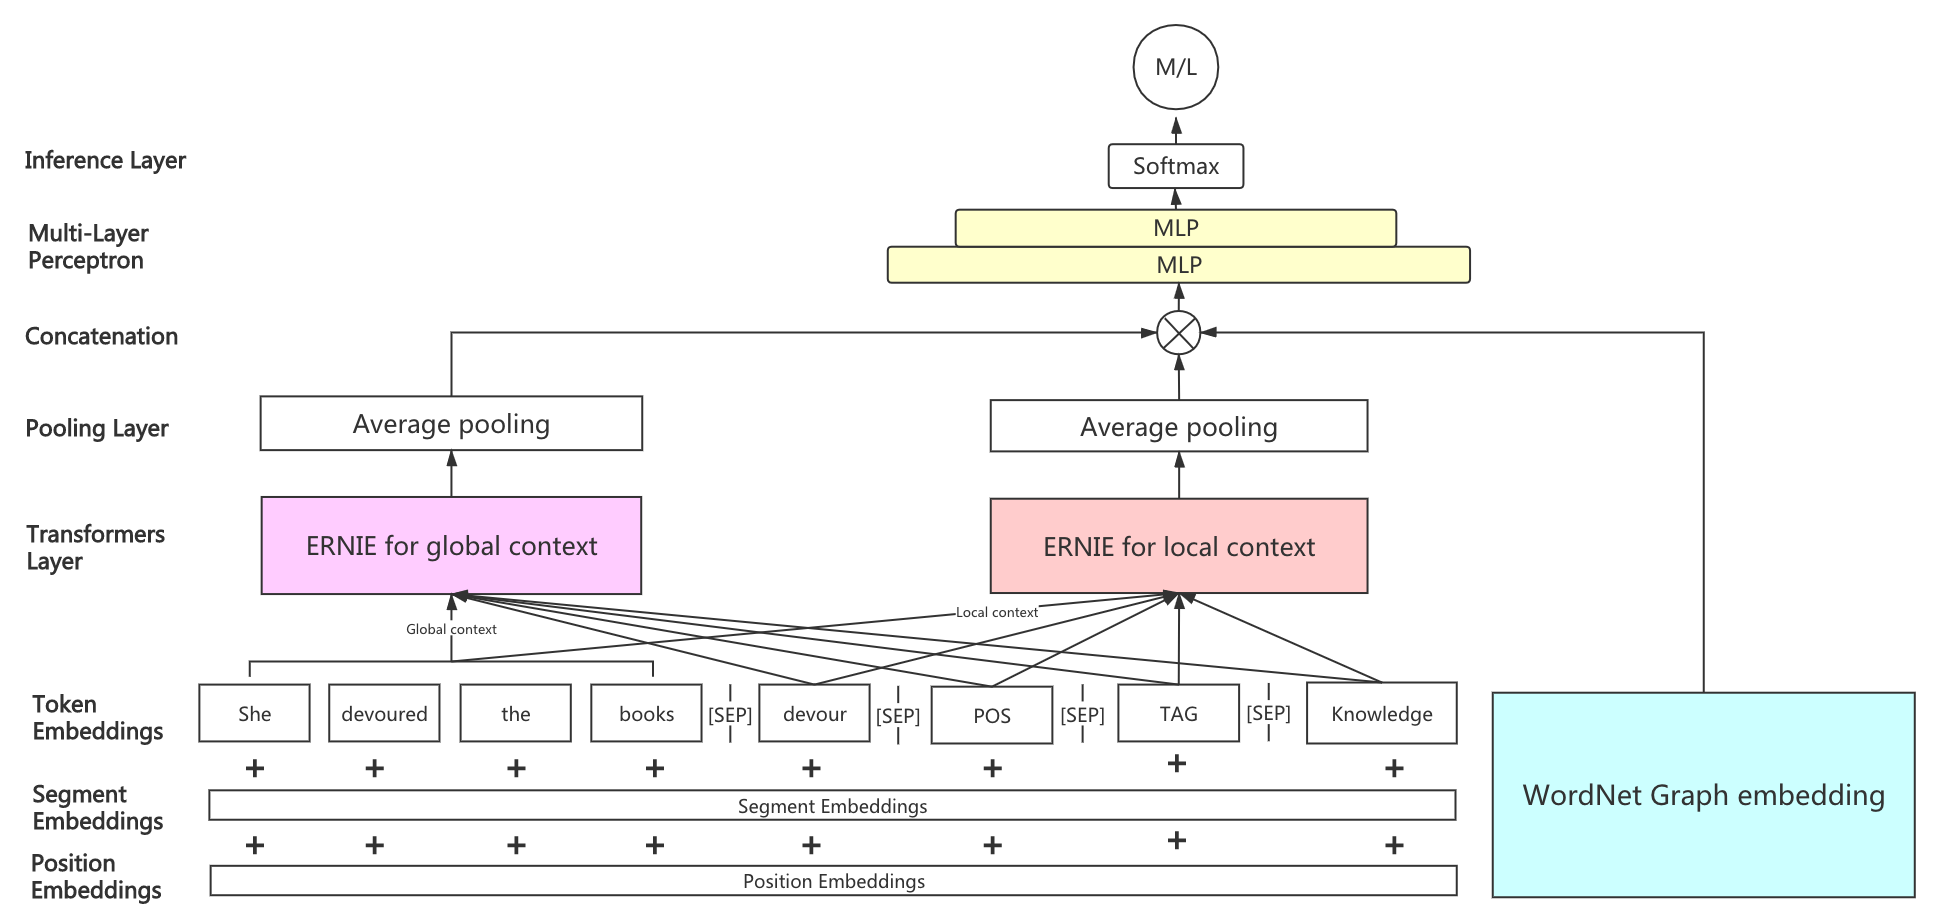 M/L
Inference Layer
Softmax
Multi-Layer
Perceptron
MLP
MLP
Concatenation
Pooling Layer
Average pooling
Average pooling
Transformers
Layer
ERNIE for global context
ERNIE for local context
Global context
Local context
Token
Embeddings
She
devoured
the
books
[SEP]
devour
[SEP]
POS
[SEP]
TAG
[SEP]
Knowledge
+ + + + + + + +
Segment
Embeddings
Segment Embeddings
+ + + + + + + +
Position
Embeddings
Position Embeddings
WordNet Graph embedding